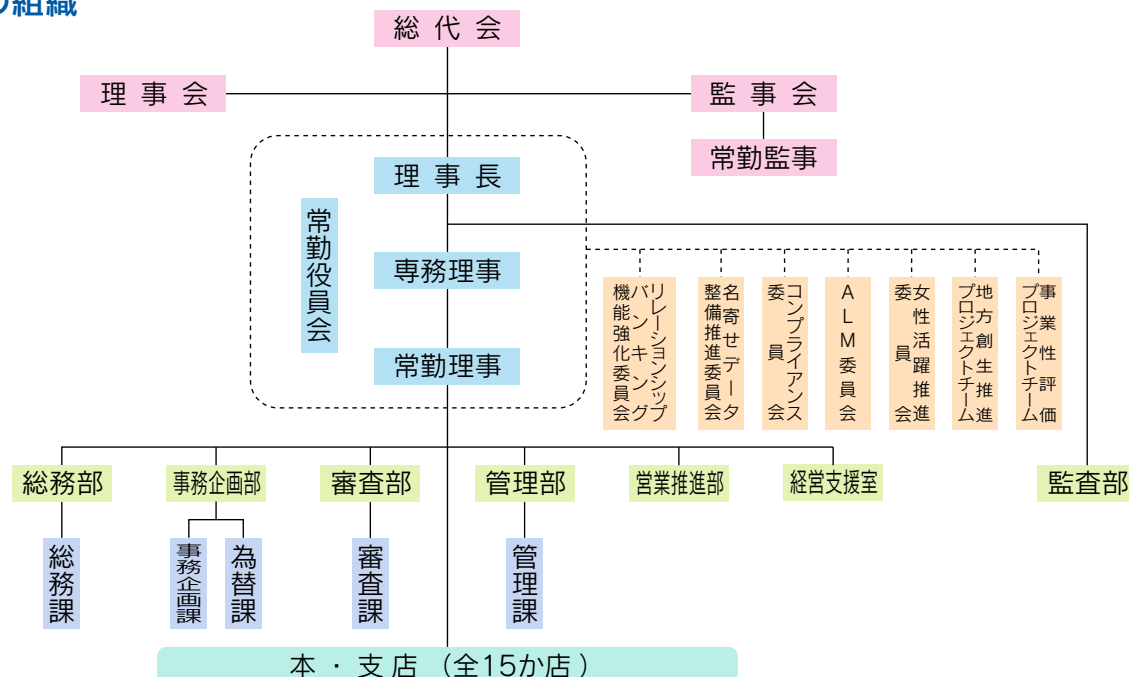 の組織
総代会
理事会
監事会
常勤監事
理事長
常勤役員会
専務理事
常勤理事
リレーションシップ
バンキング
機能強化委員会
名寄せデータ
整備推進委員会
コンプライアンス
委員会
ALM委員会
女性活躍推進
委員会
地方創生推進
プロジェクトチーム
事業性評価
プロジェクトチーム
総務部
事務企画部
審査部
管理部
営業推進部
経営支援室
監査部
総務課
事務企画課
為替課
審査課
管理課
本・支店（全15か店）